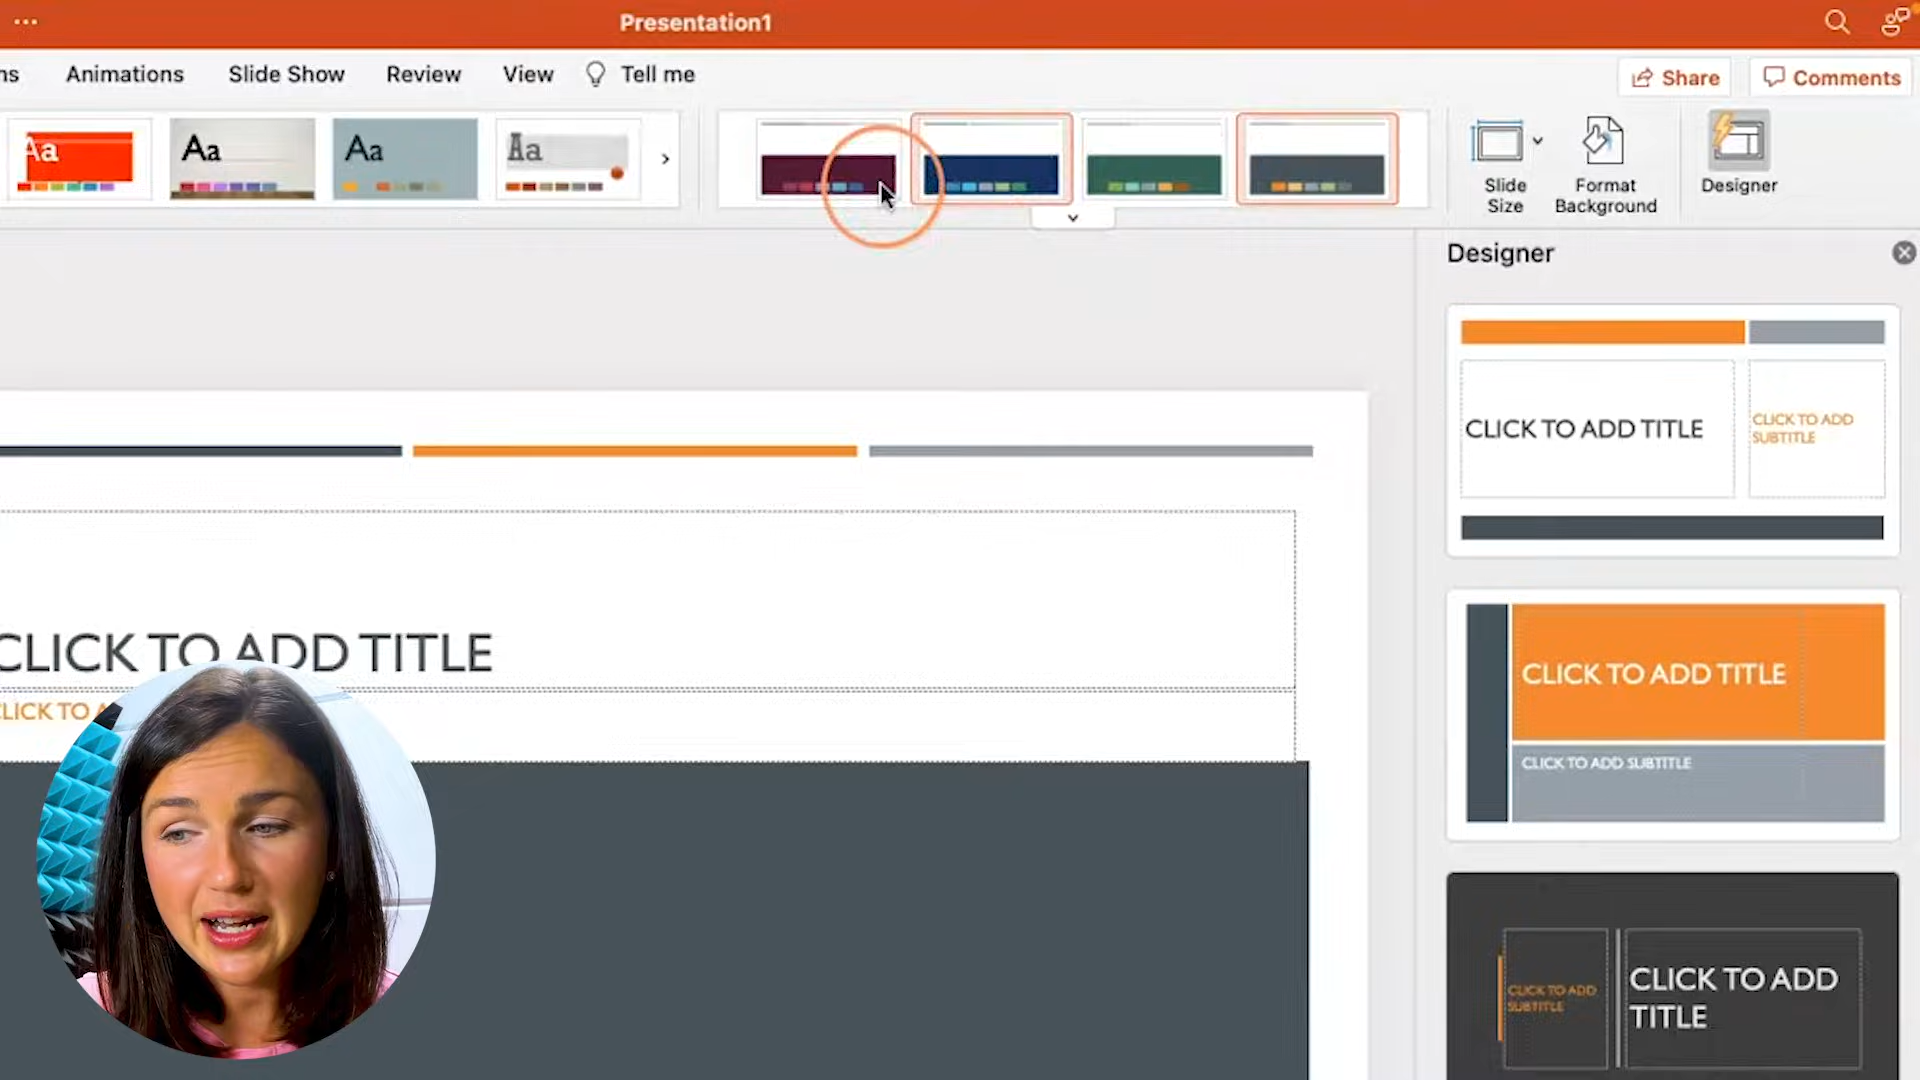 Presentation1
ns Animations Slide Show Review View Tell me
Share Comments
Aa Aa Aa Aa
Slide Size
Format Background
Designer
Designer
CLICK TO ADD TITLE
CLICK TO ADD
SUBTITLE
CLICK TO ADD TITLE
CLICK TO A
CLICK TO ADD TITLE
CLICK TO ADD SUBTITLE
CLICK TO ADD
SUBTITLE
CLICK TO ADD
TITLE